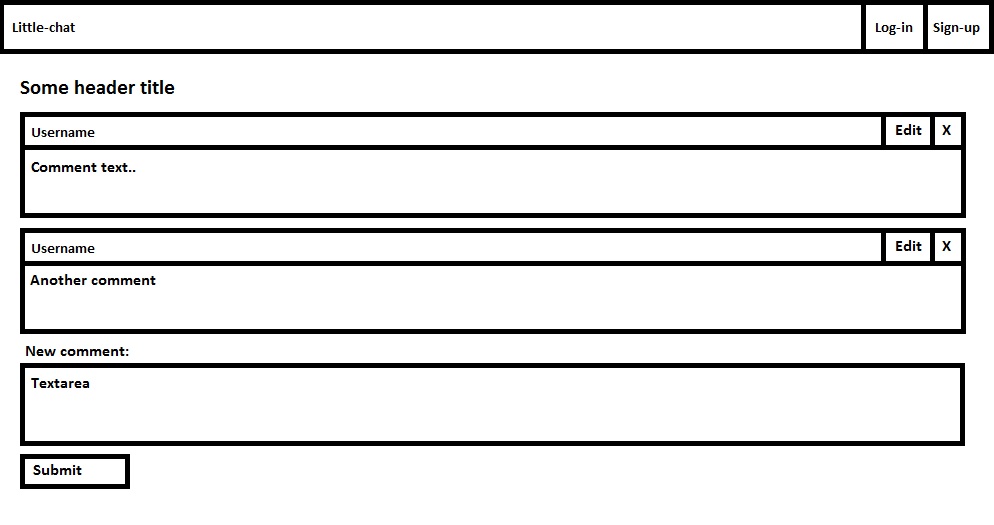 Little-chat Log-in Sign-up
Some header title
Username Edit X
Comment text..
Username Edit X
Another comment
New comment:
Textarea
Submit